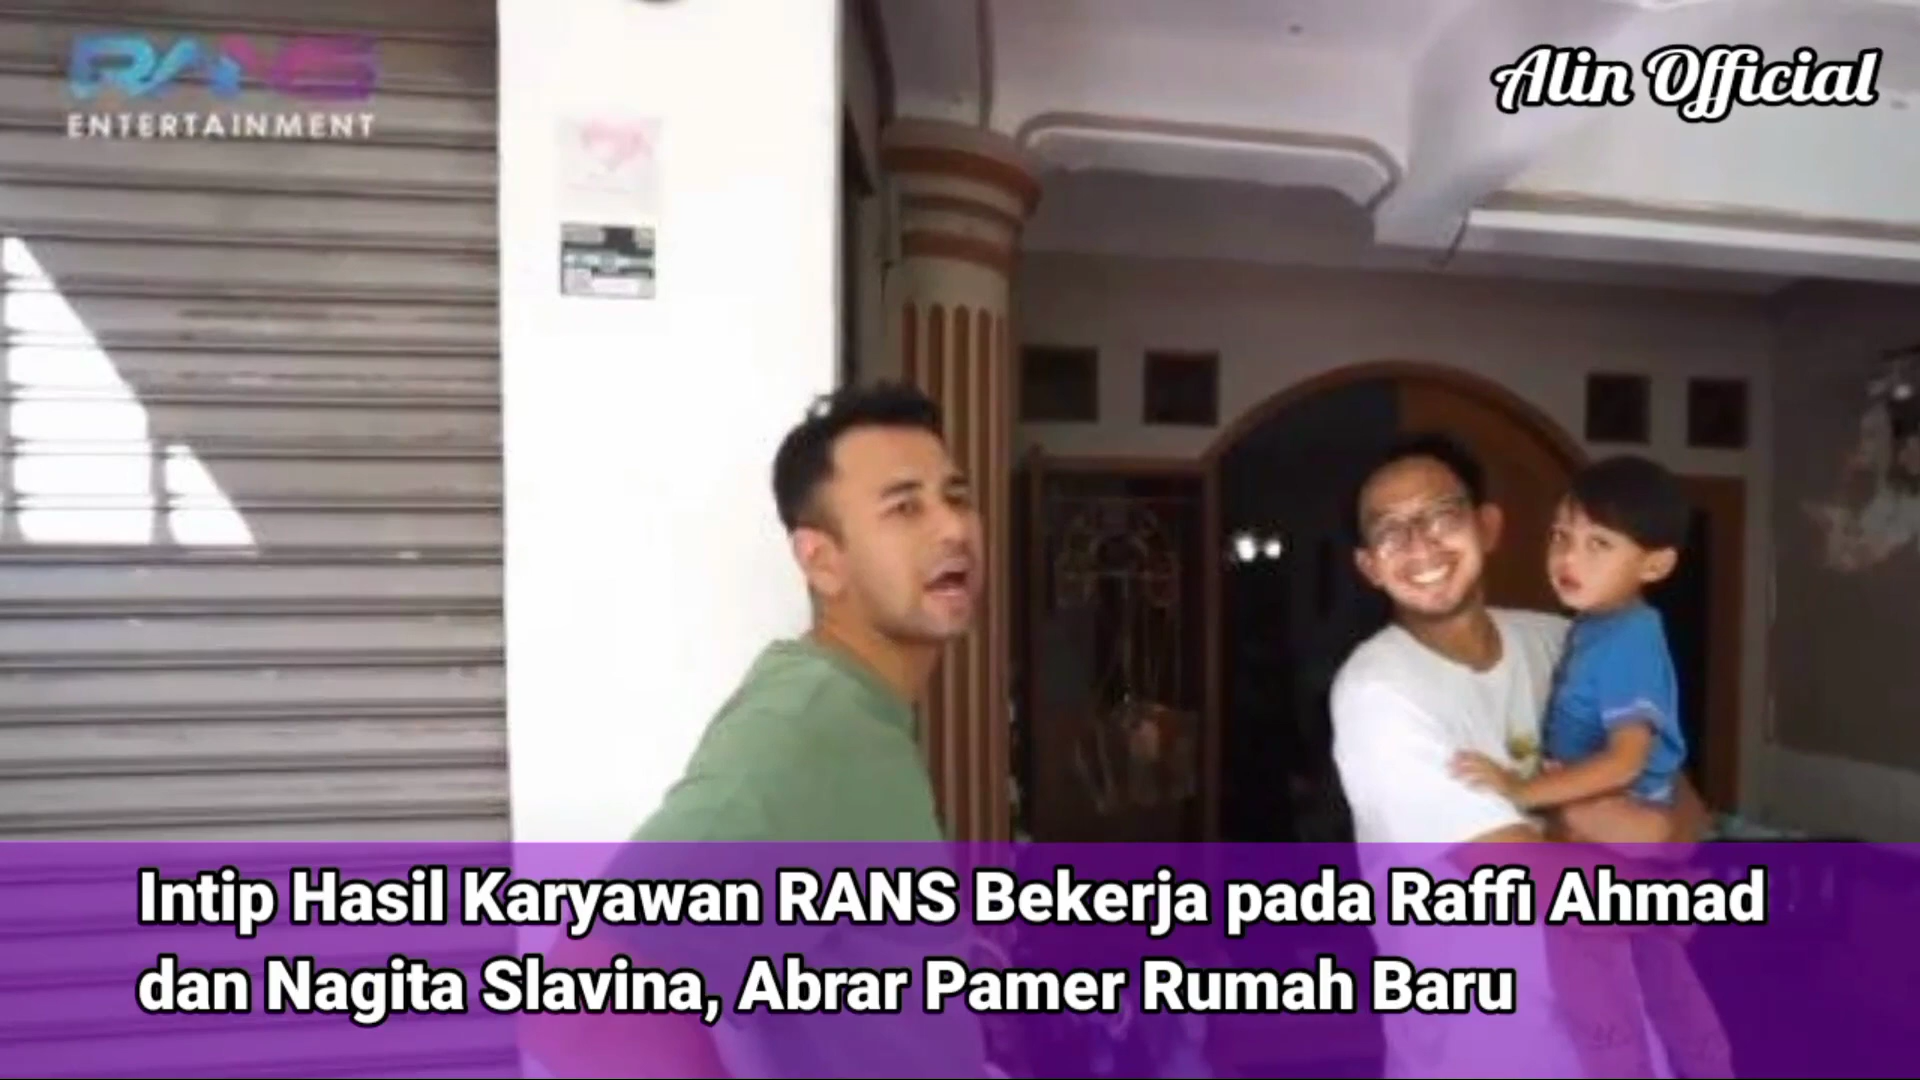 RANS
ENTERTAINMENT
Alin Official
Intip Hasil Karyawan RANS Bekerja pada Raffi Ahmad
dan Nagita Slavina, Abrar Pamer Rumah Baru